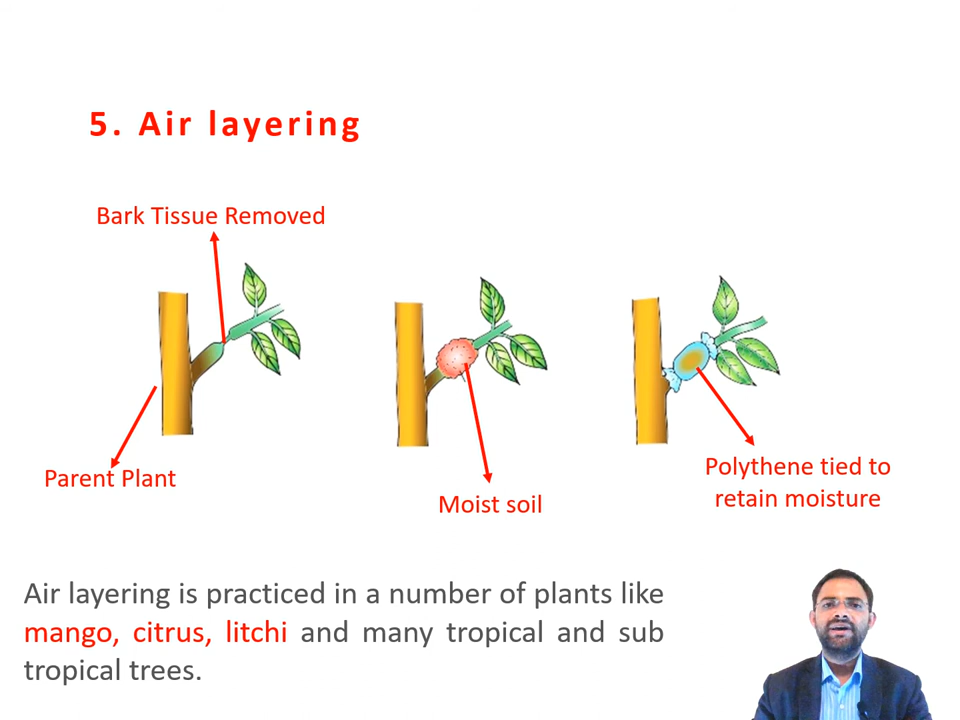 5. Air layering
Bark Tissue Removed
Parent Plant
Moist soil
Polythene tied to
retain moisture
Air layering is practiced in a number of plants like
mango, citrus, litchi and many tropical and sub
tropical trees.